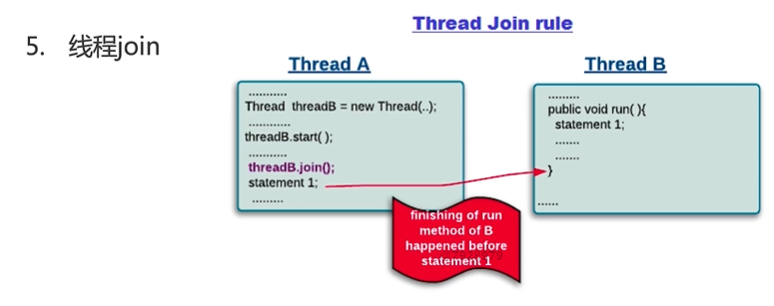 Thread Join rule
5. 线程join
Thread A
...........
Thread threadB = new Thread(..);
............
threadB.start( );
...........
threadB.join();
statement 1;
.........
Thread B
.........
public void run( ){
statement 1;
.......
.......
}
......
finishing of run
method of B
happened before
statement 1